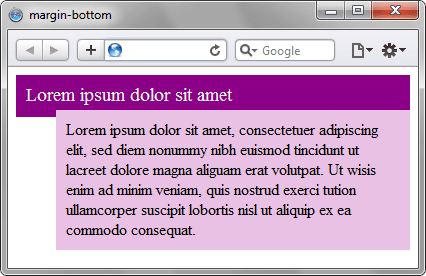 margin-bottom
Google
Lorem ipsum dolor sit amet
Lorem ipsum dolor sit amet, consectetuer adipiscing
elit, sed diem nonummy nibh euismod tincidunt ut
lacreet dolore magna aliguam erat volutpat. Ut wisis
enim ad minim veniam, quis nostrud exerci tution
ullamcorper suscipit lobortis nisl ut aliquip ex ea
commodo consequat.